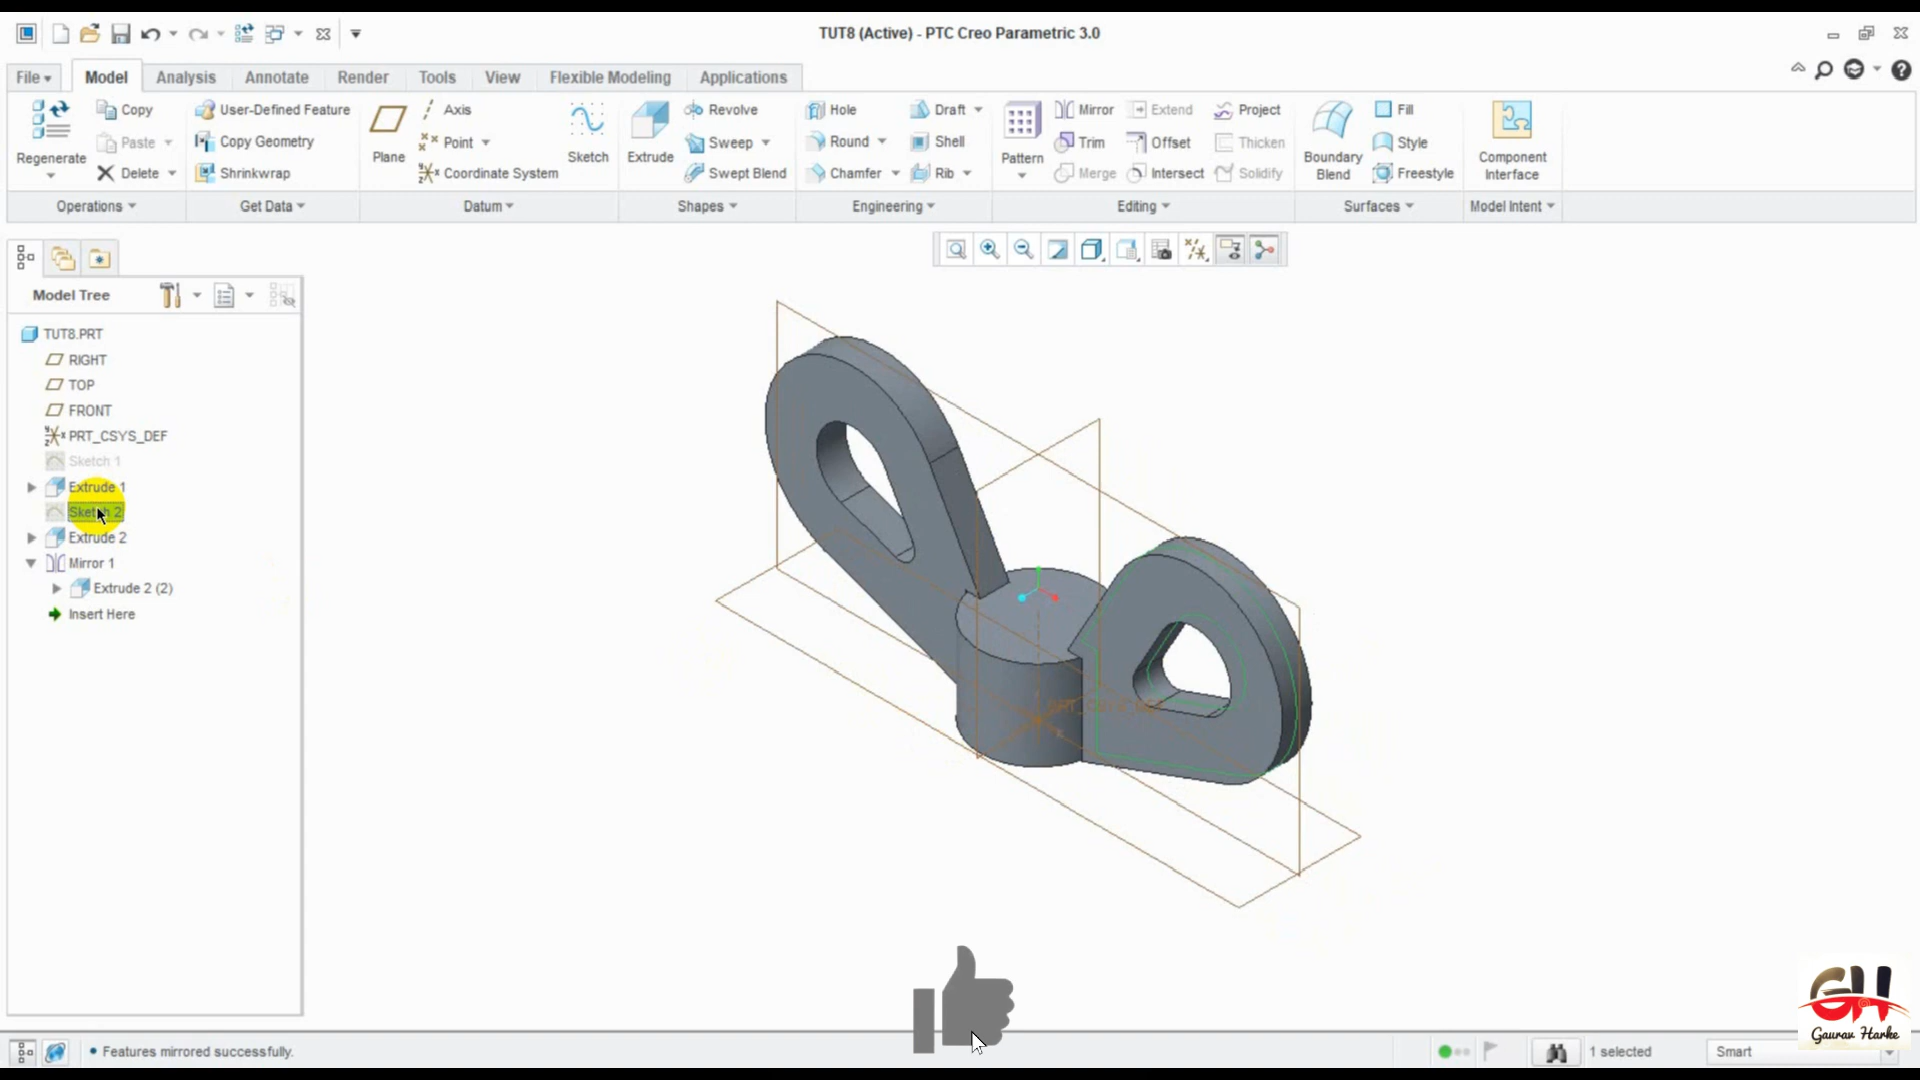 TUT8 (Active) - PTC Creo Parametric 3.0
File Model Analysis Annotate Render Tools View Flexible Modeling Applications
Regenerate Copy Paste Delete
User-Defined Feature Copy Geometry Shrinkwrap
Plane Axis Point Coordinate System Sketch
Extrude Revolve Sweep Swept Blend
Hole Round Chamfer Draft Shell Rib
Pattern Mirror Trim Merge Extend Offset Intersect Project Thicken Solidify
Boundary Blend Fill Style Freestyle
Component Interface
Operations Get Data Datum Shapes Engineering Editing Surfaces Model Intent
Model Tree
TUT8.PRT
RIGHT
TOP
FRONT
PRT_CSYS_DEF
Sketch 1
Extrude 1
Sketch 2
Extrude 2
Mirror 1
Extrude 2 (2)
Insert Here
GH
Gaurav Harke
Features mirrored successfully.
1 selected
Smart